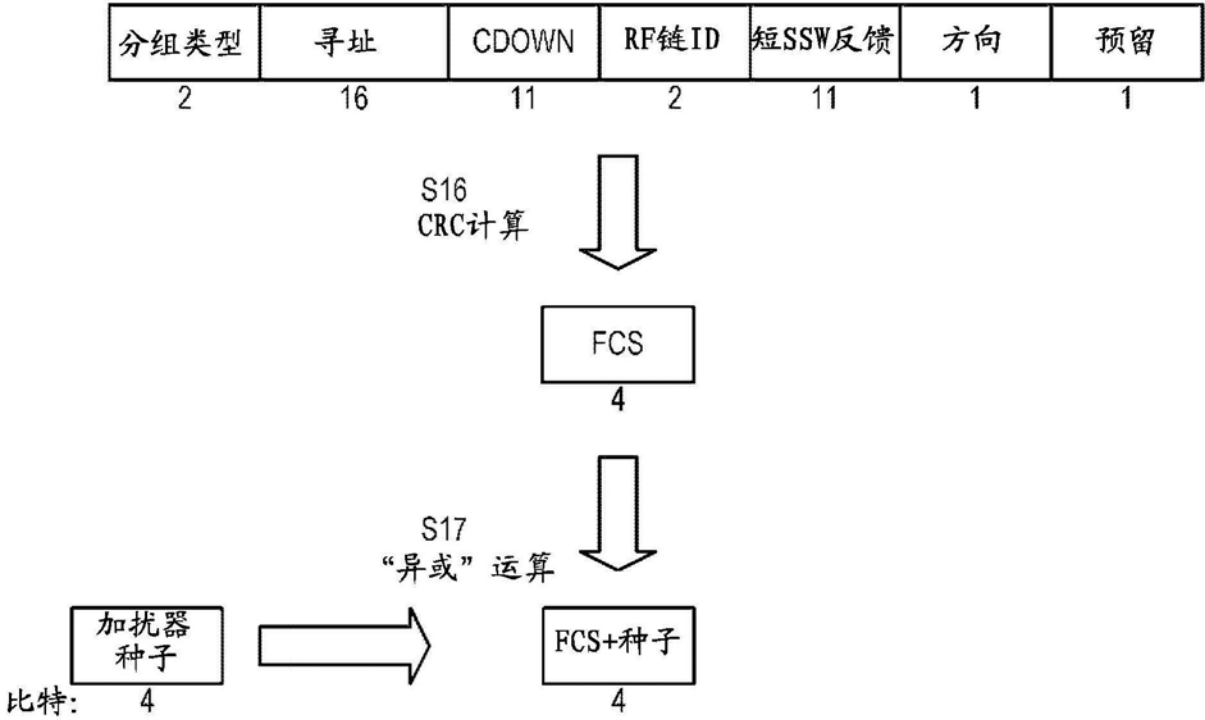 分组类型 寻址 CDOWN RF链ID 短SSW反馈 方向 预留
2 16 11 2 11 1 1
S16
CRC计算
FCS
4
S17
“异或”运算
加扰器
种子
FCS+种子
比特: 4 4